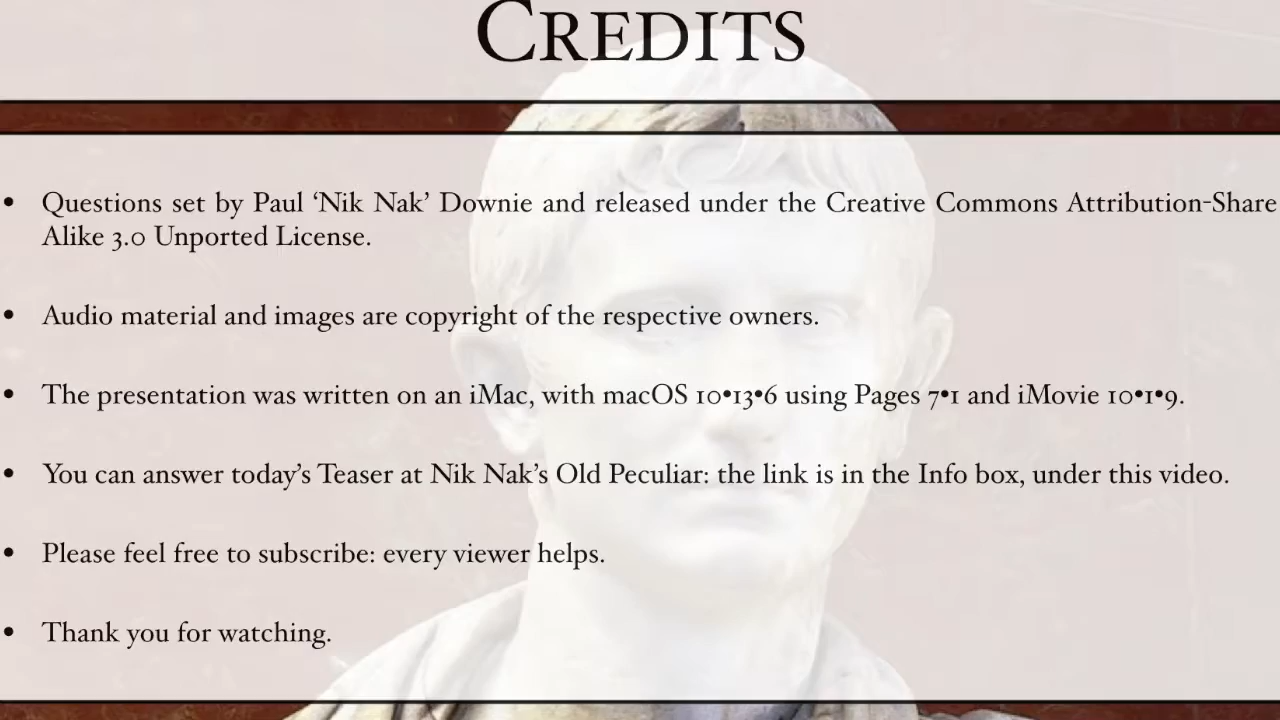 CREDITS
• Questions set by Paul ‘Nik Nak’ Downie and released under the Creative Commons Attribution-Share
Alike 3.0 Unported License.
• Audio material and images are copyright of the respective owners.
• The presentation was written on an iMac, with macOS 10•13•6 using Pages 7•1 and iMovie 10•1•9.
• You can answer today’s Teaser at Nik Nak’s Old Peculiar: the link is in the Info box, under this video.
• Please feel free to subscribe: every viewer helps.
• Thank you for watching.